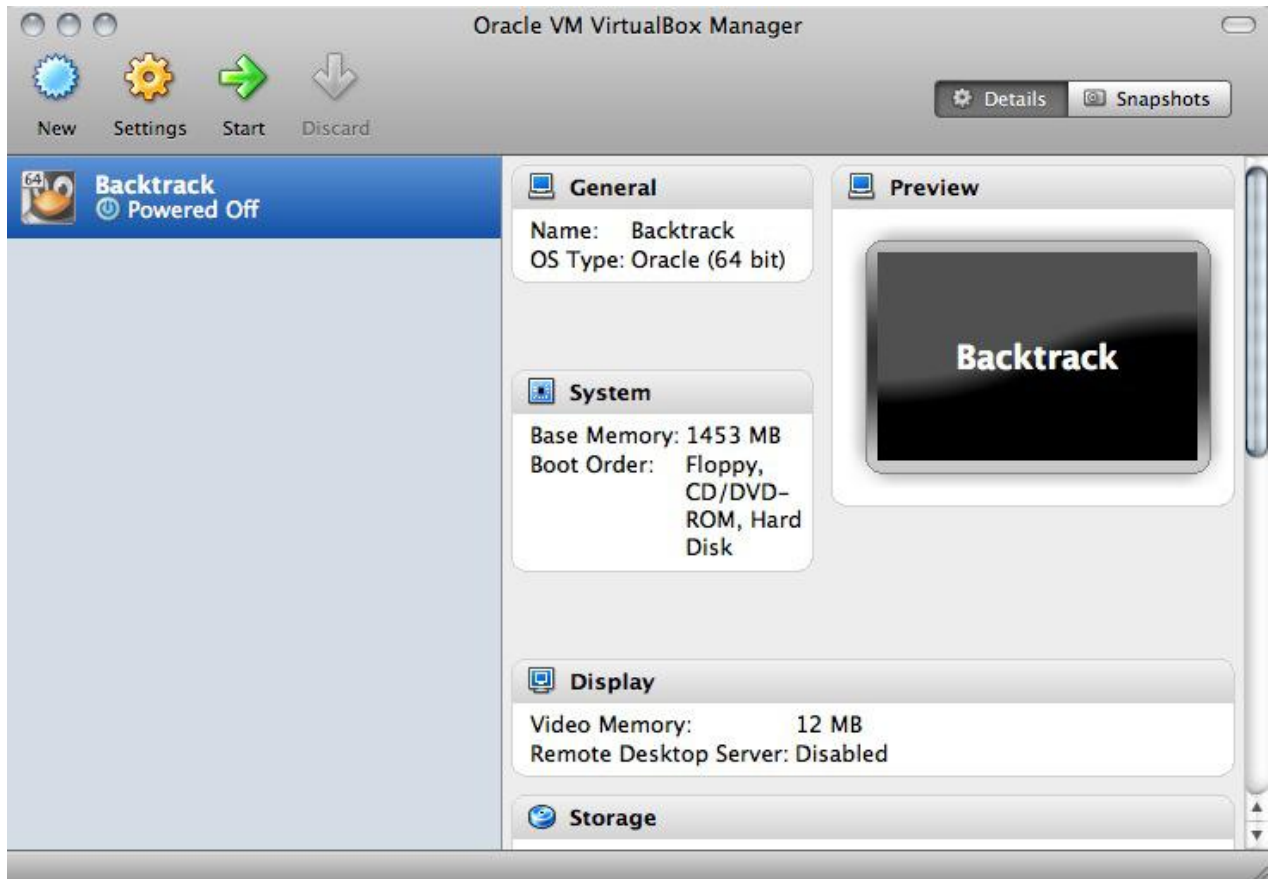 Oracle VM VirtualBox Manager
New
Settings
Start
Discard
Details
Snapshots
64
Backtrack
Powered Off
General
Name: Backtrack
OS Type: Oracle (64 bit)
Preview
Backtrack
System
Base Memory: 1453 MB
Boot Order: Floppy,
CD/DVD-
ROM, Hard
Disk
Display
Video Memory: 12 MB
Remote Desktop Server: Disabled
Storage